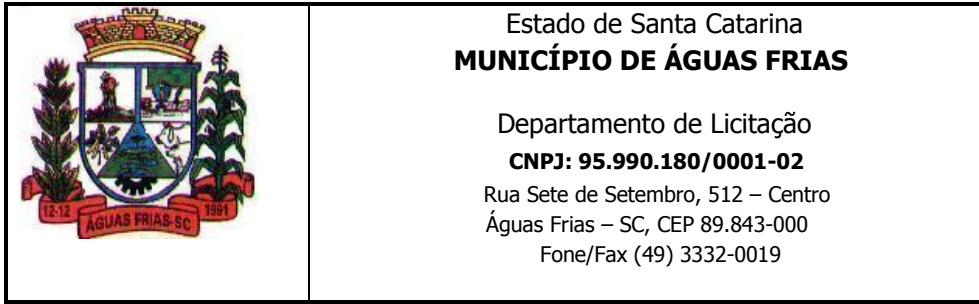 12-12
ÁGUAS FRIAS-SC
1991
Estado de Santa Catarina
MUNICÍPIO DE ÁGUAS FRIAS
Departamento de Licitação
CNPJ: 95.990.180/0001-02
Rua Sete de Setembro, 512 – Centro
Águas Frias – SC, CEP 89.843-000
Fone/Fax (49) 3332-0019